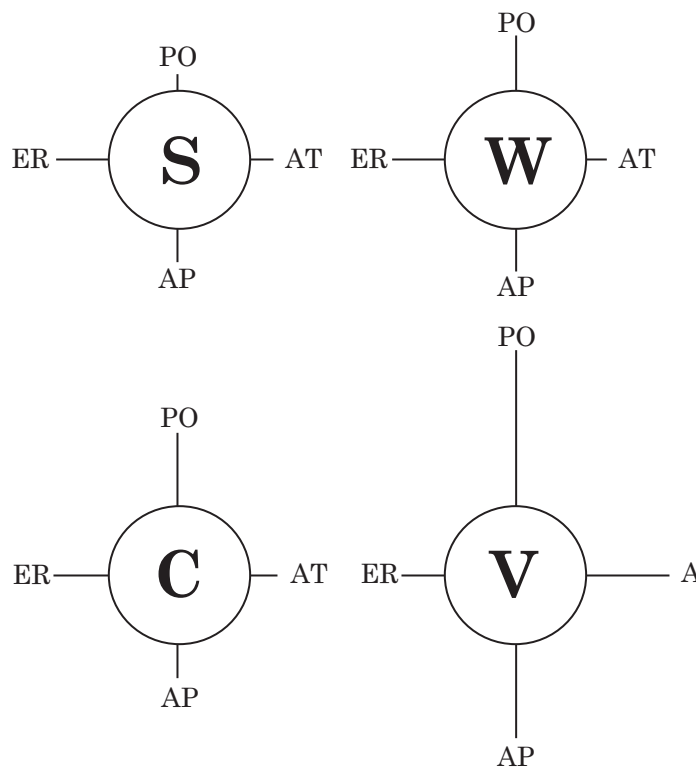 PO PO
ER S AT ER W AT
AP AP
PO
PO
ER C AT ER V A
AP
AP